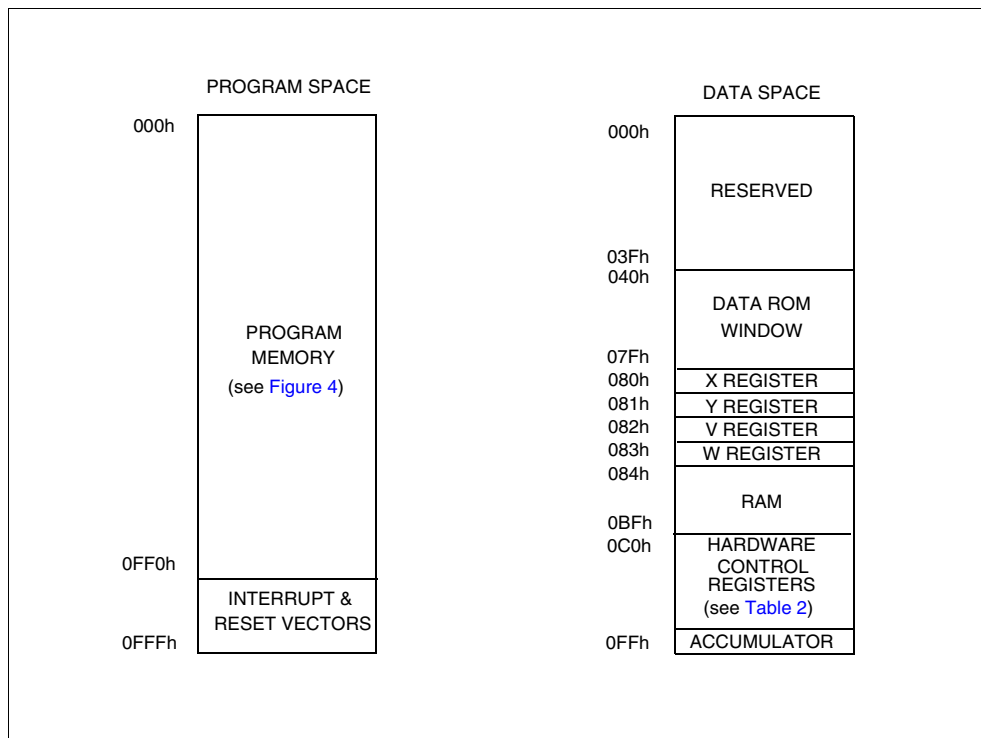 PROGRAM SPACE
000h
PROGRAM
MEMORY
(see Figure 4)
0FF0h
INTERRUPT &
RESET VECTORS
0FFFh
DATA SPACE
000h
RESERVED
03Fh
040h
DATA ROM
WINDOW
07Fh
080h X REGISTER
081h Y REGISTER
082h V REGISTER
083h W REGISTER
084h
RAM
0BFh
0C0h HARDWARE
CONTROL
REGISTERS
(see Table 2)
0FFh ACCUMULATOR